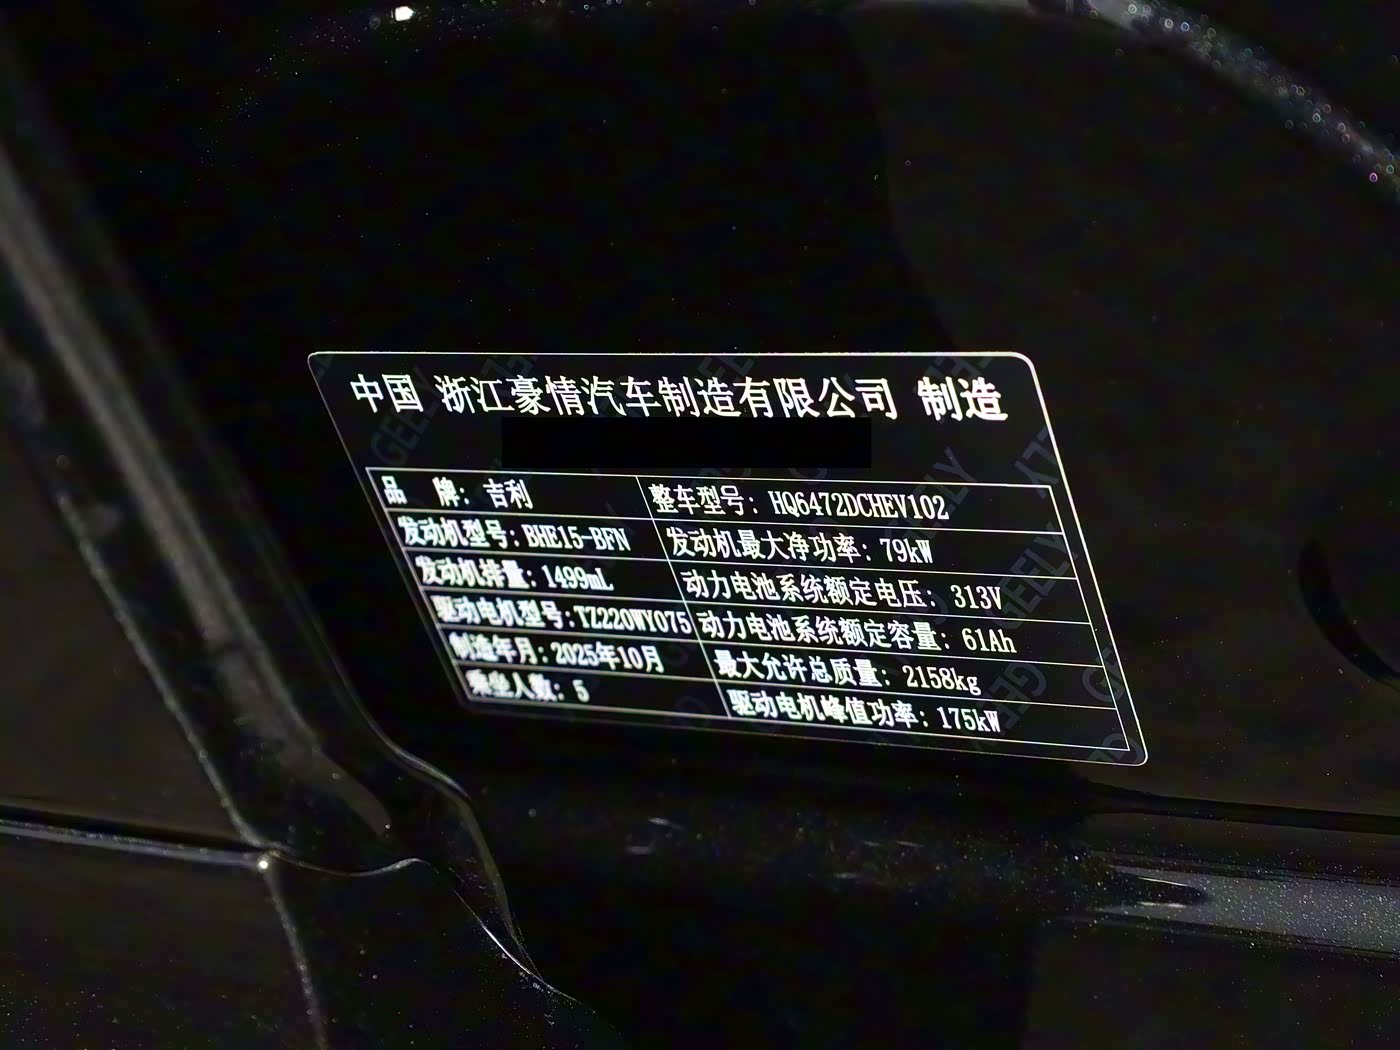 中国 浙江豪情汽车制造有限公司 制造
品 牌: 吉利 整车型号: HQ6472DCHEV102
发动机型号: BHE15-BFN 发动机最大净功率: 79kW
发动机排量: 1499mL 动力电池系统额定电压: 313V
驱动电机型号: TZ220WY075 动力电池系统额定容量: 61Ah
制造年月: 2025年10月 最大允许总质量: 2158kg
乘坐人数: 5 驱动电机峰值功率: 175kW
GEELY
GEELY
GEELY